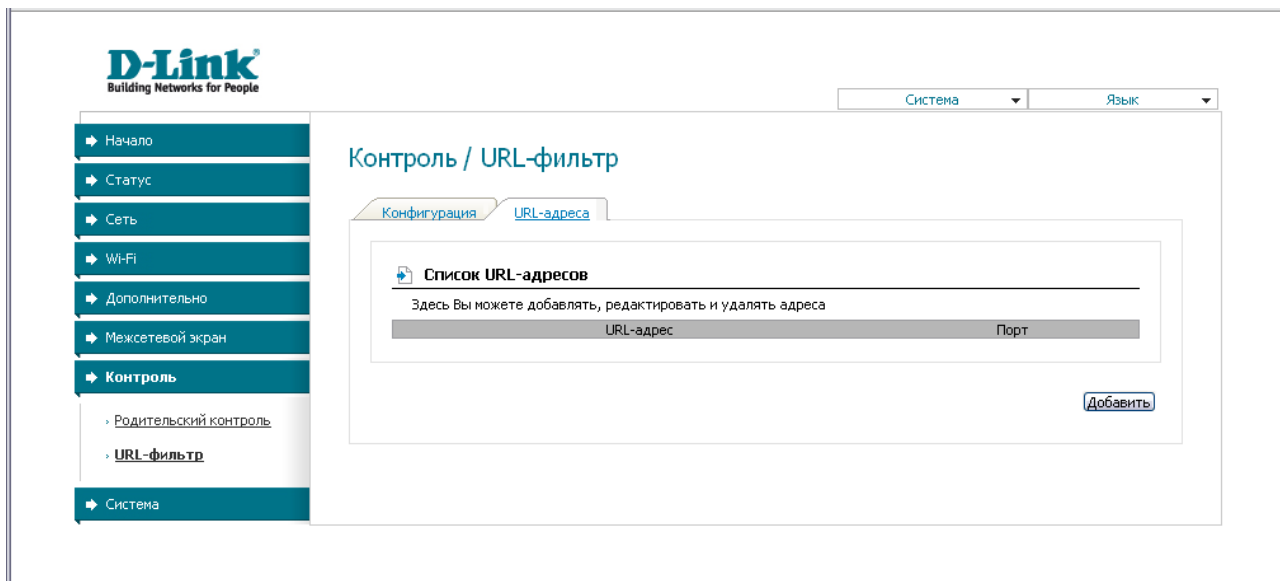 D-Link
Building Networks for People
Система
Язык
Начало
Статус
Сеть
Wi-Fi
Дополнительно
Межсетевой экран
Контроль
Родительский контроль
URL-фильтр
Система
Контроль / URL-фильтр
Конфигурация
URL-адреса
Список URL-адресов
Здесь Вы можете добавлять, редактировать и удалять адреса
URL-адрес Порт
Добавить